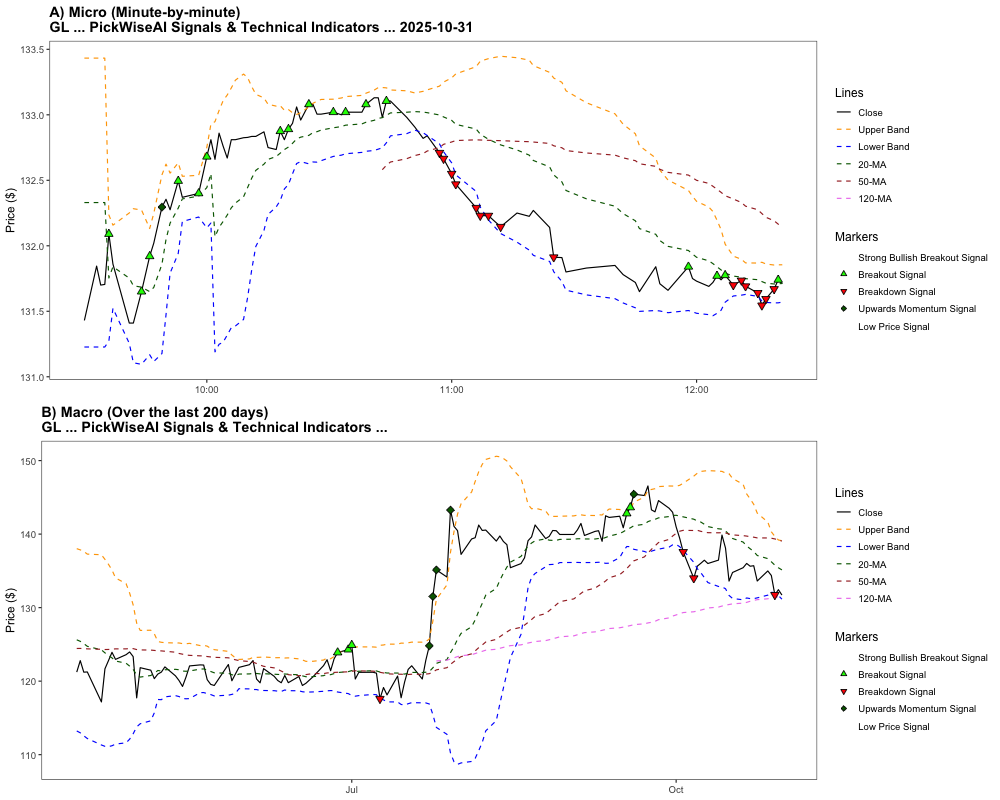 A) Micro (Minute-by-minute)
GL ... PickWiseAI Signals & Technical Indicators ... 2025-10-31
133.5
133.0
132.5
132.0
131.5
131.0
Price ($)
10:00
11:00
12:00
Lines
Close
Upper Band
Lower Band
20-MA
50-MA
120-MA
Markers
Strong Bullish Breakout Signal
Breakout Signal
Breakdown Signal
Upwards Momentum Signal
Low Price Signal
B) Macro (Over the last 200 days)
GL ... PickWiseAI Signals & Technical Indicators ...
150
140
130
120
110
Price ($)
Jul
Oct
Lines
Close
Upper Band
Lower Band
20-MA
50-MA
120-MA
Markers
Strong Bullish Breakout Signal
Breakout Signal
Breakdown Signal
Upwards Momentum Signal
Low Price Signal